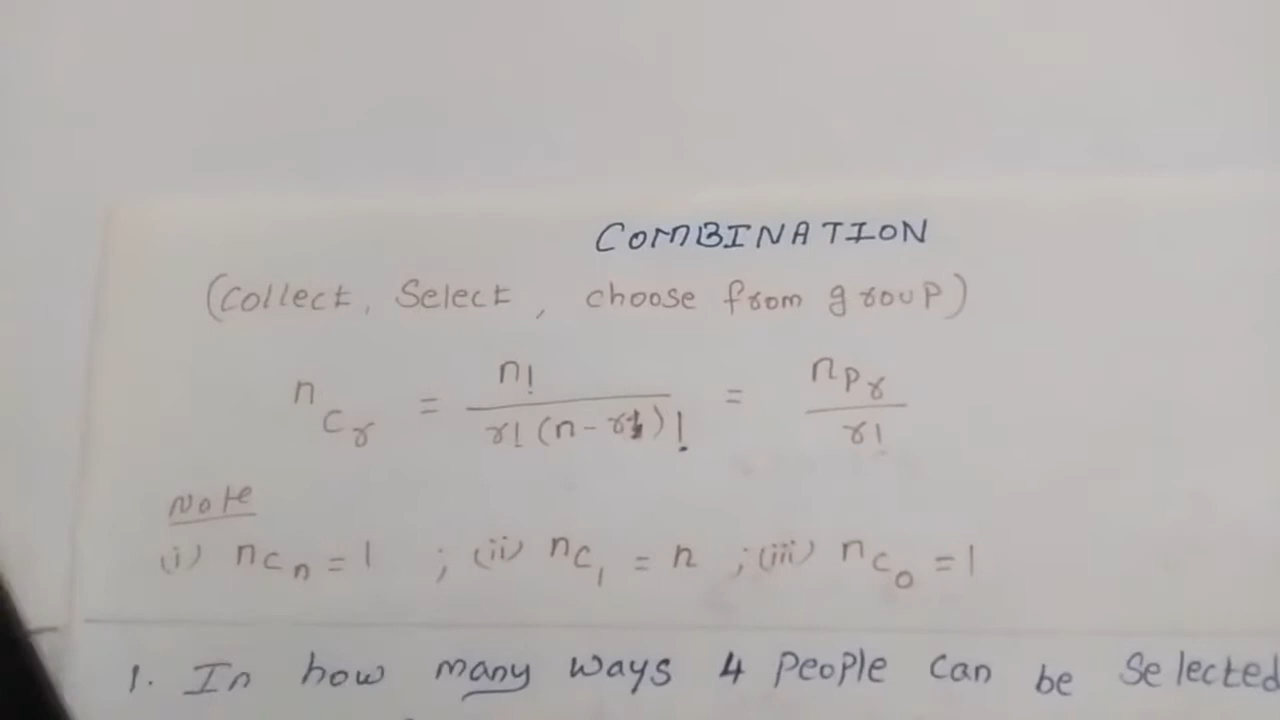 COMBINATION
(Collect, Select, choose from group)
nCr = n! / r!(n-r)! = nPr / r!
Note
(i) nCn = 1 ; (ii) nC1 = n ; (iii) nC0 = 1
1. In how many ways 4 people can be Selected